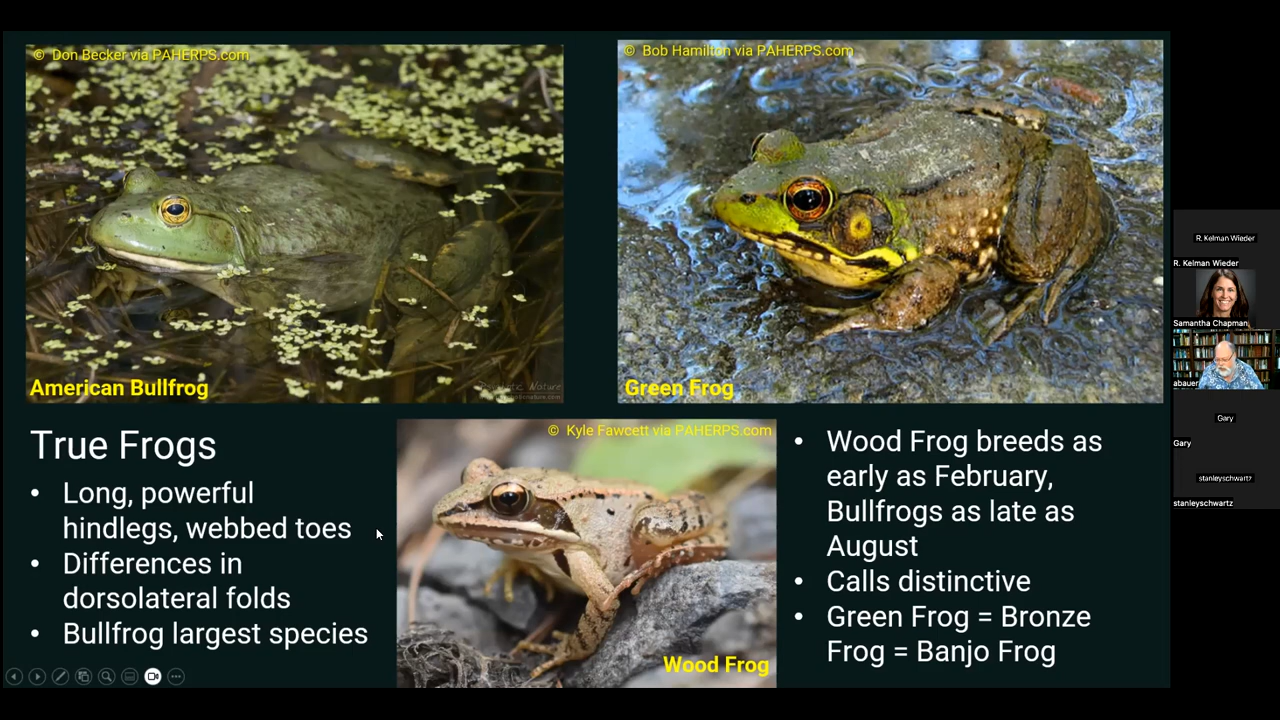 © Don Becker via PAHERPS.com
American Bullfrog
© Bob Hamilton via PAHERPS.com
Green Frog
True Frogs
• Long, powerful
hindlegs, webbed toes
• Differences in
dorsolateral folds
• Bullfrog largest species
© Kyle Fawcett via PAHERPS.com
Wood Frog
• Wood Frog breeds as
early as February,
Bullfrogs as late as
August
• Calls distinctive
• Green Frog = Bronze
Frog = Banjo Frog
R. Kelman Wieder
R. Kelman Wieder
Samantha Chapman
abauer
Gary
Gary
stanleyschwartz
stanleyschwartz